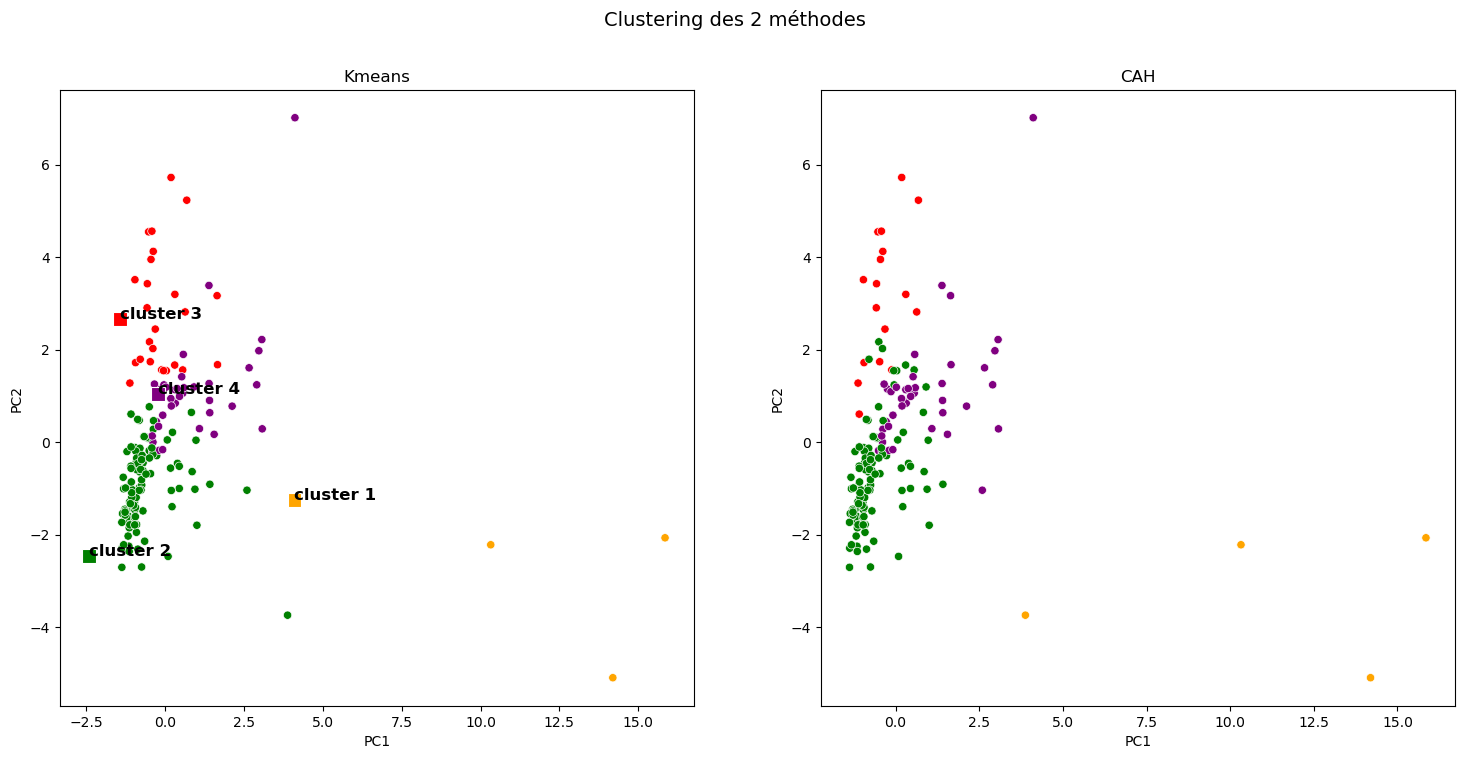 Clustering des 2 méthodes
Kmeans
PC2
6
4
2
0
−2
−4
cluster 3
cluster 4
cluster 1
cluster 2
−2.5 0.0 2.5 5.0 7.5 10.0 12.5 15.0
PC1
CAH
PC2
6
4
2
0
−2
−4
0.0 2.5 5.0 7.5 10.0 12.5 15.0
PC1